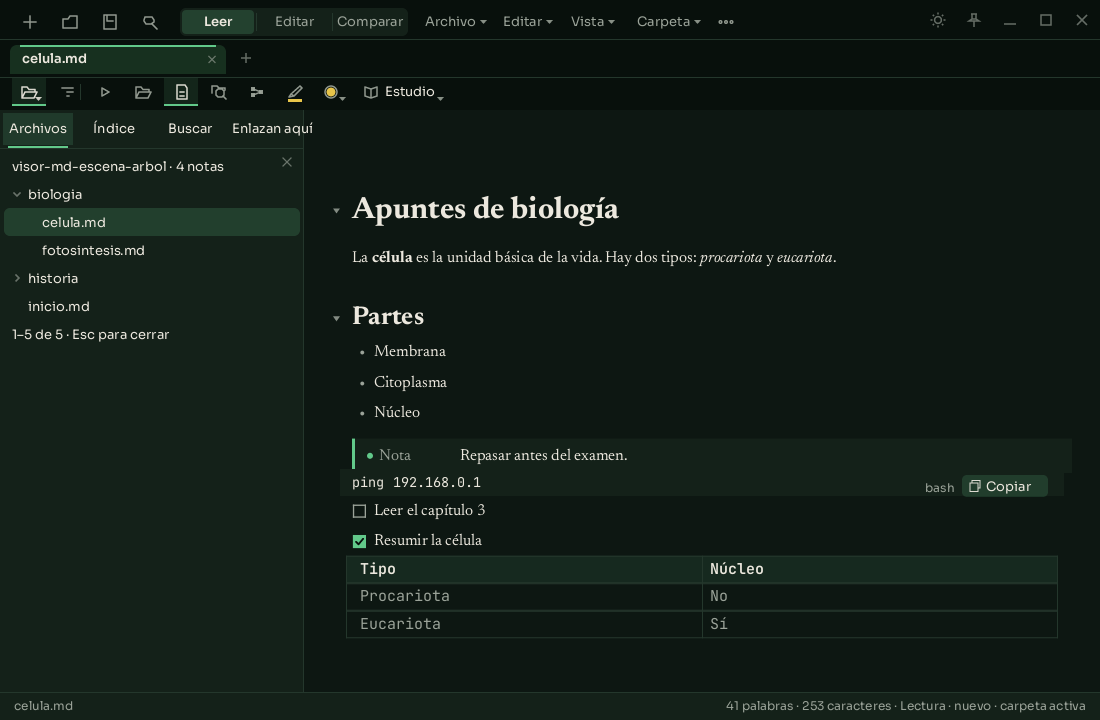 Leer Editar Comparar Archivo Editar Vista Carpeta
celula.md
Estudio
Archivos Índice Buscar Enlazan aquí
visor-md-escena-arbol · 4 notas
biologia
celula.md
fotosintesis.md
historia
inicio.md
1–5 de 5 · Esc para cerrar
Apuntes de biología
La célula es la unidad básica de la vida. Hay dos tipos: procariota y eucariota.
Partes
• Membrana
• Citoplasma
• Núcleo
Nota Repasar antes del examen.
ping 192.168.0.1
bash Copiar
Leer el capítulo 3
Resumir la célula
Tipo Núcleo
Procariota No
Eucariota Sí
celula.md 41 palabras · 253 caracteres · Lectura · nuevo · carpeta activa